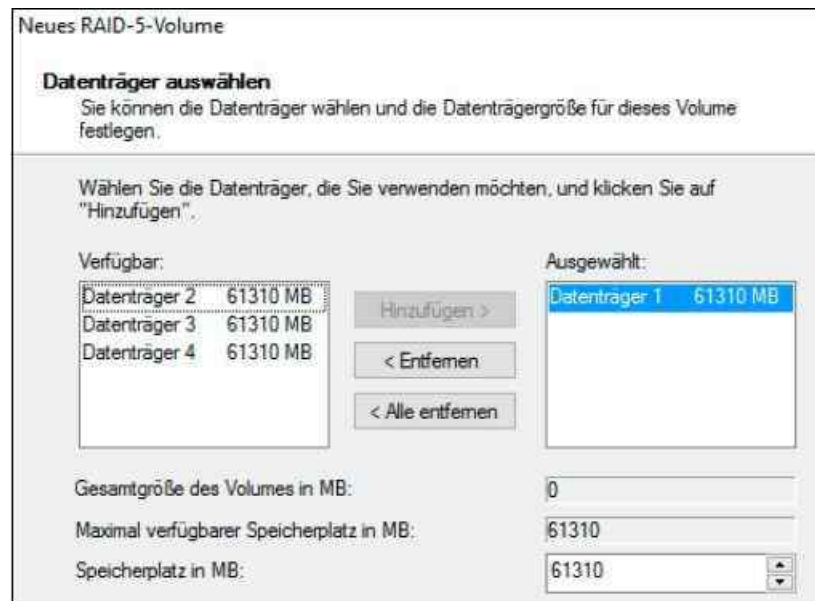 Neues RAID-5-Volume
Datenträger auswählen
Sie können die Datenträger wählen und die Datenträgergröße für dieses Volume
festlegen.
Wählen Sie die Datenträger, die Sie verwenden möchten, und klicken Sie auf
"Hinzufügen".
Verfügbar:
Datenträger 2 61310 MB
Datenträger 3 61310 MB
Datenträger 4 61310 MB
Hinzufügen >
< Entfernen
< Alle entfernen
Ausgewählt:
Datenträger 1 61310 MB
Gesamtgröße des Volumes in MB: 0
Maximal verfügbarer Speicherplatz in MB: 61310
Speicherplatz in MB: 61310